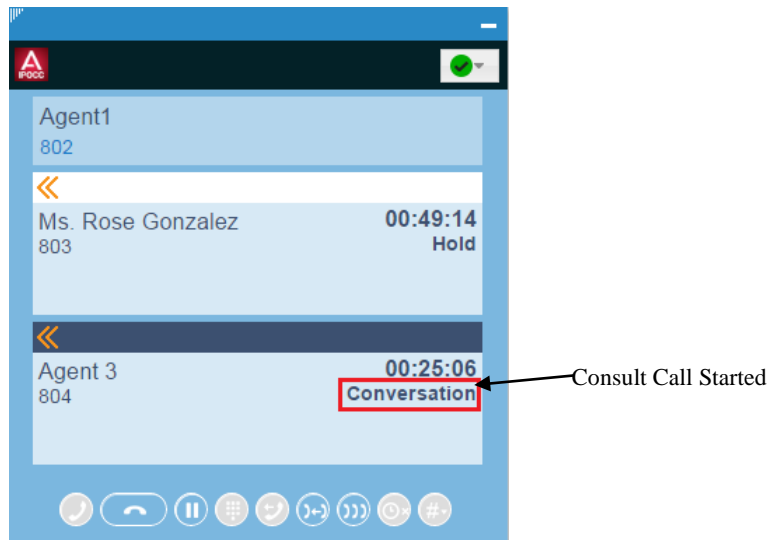 IPOCC
Agent1
802
Ms. Rose Gonzalez 00:49:14
803 Hold
Agent 3 00:25:06
804 Conversation
Consult Call Started